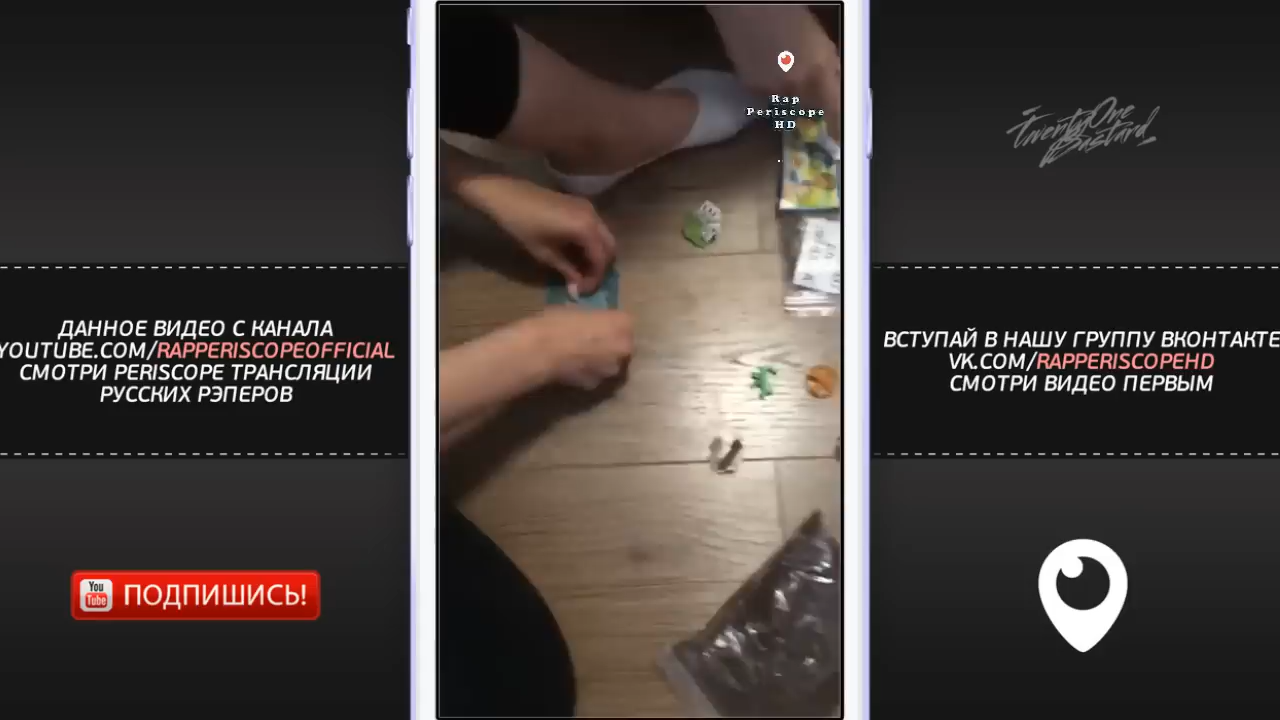 Rap
Periscope
HD
TwentyOne
Bastard
ДАННОЕ ВИДЕО С КАНАЛА
YOUTUBE.COM/RAPPERISCOPEOFFICIAL
СМОТРИ PERISCOPE ТРАНСЛЯЦИИ
РУССКИХ РЭПЕРОВ
ВСТУПАЙ В НАШУ ГРУППУ ВКОНТАКТЕ
VK.COM/RAPPERISCOPEHD
СМОТРИ ВИДЕО ПЕРВЫМ
You
Tube
ПОДПИШИСЬ!